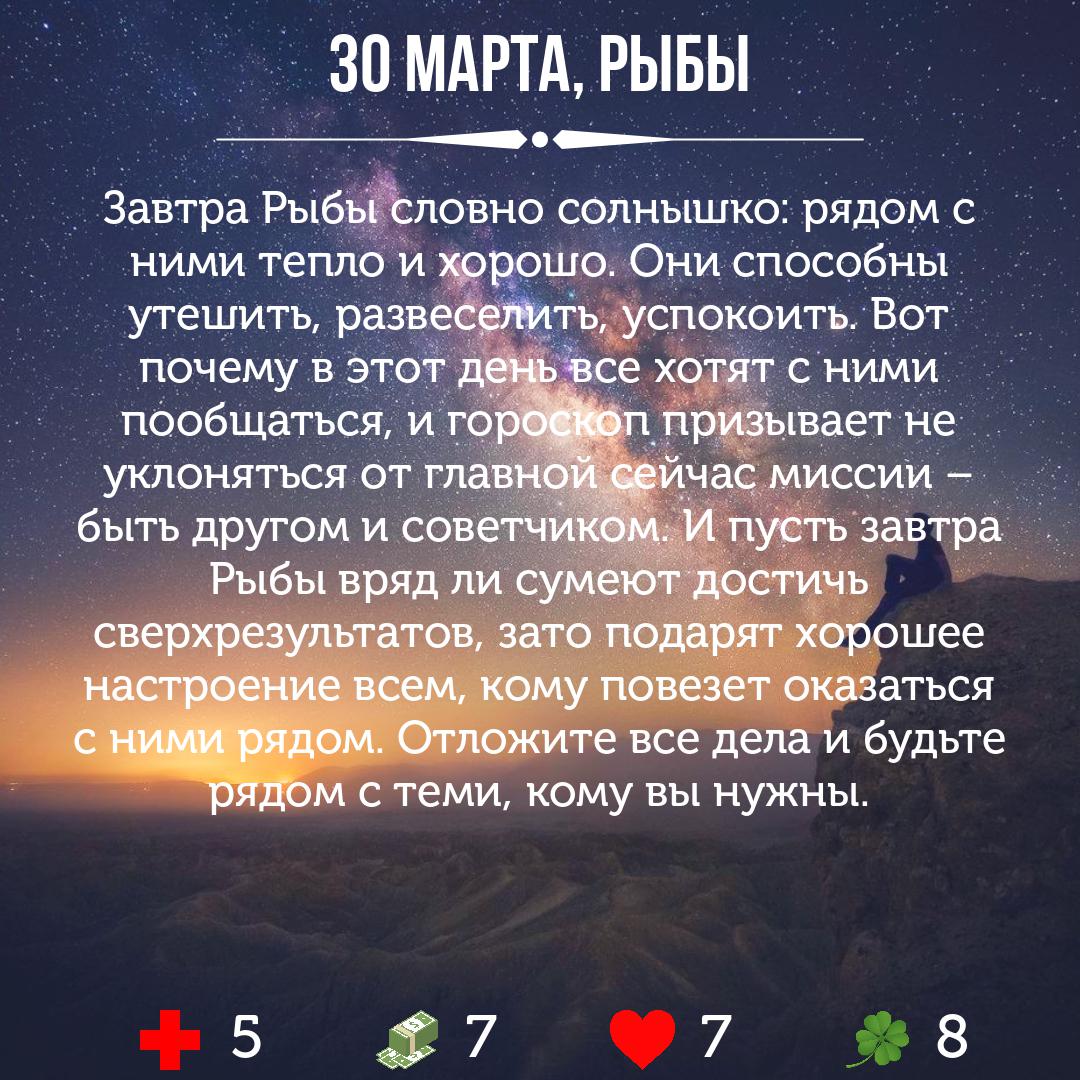 30 МАРТА, РЫБЫ
Завтра Рыбы словно солнышко: рядом с
ними тепло и хорошо. Они способны
утешить, развеселить, успокоить. Вот
почему в этот день все хотят с ними
пообщаться, и гороскоп призывает не
уклоняться от главной сейчас миссии –
быть другом и советчиком. И пусть завтра
Рыбы вряд ли сумеют достичь
сверхрезультатов, зато подарят хорошее
настроение всем, кому повезет оказаться
с ними рядом. Отложите все дела и будьте
рядом с теми, кому вы нужны.
5 7 7 8